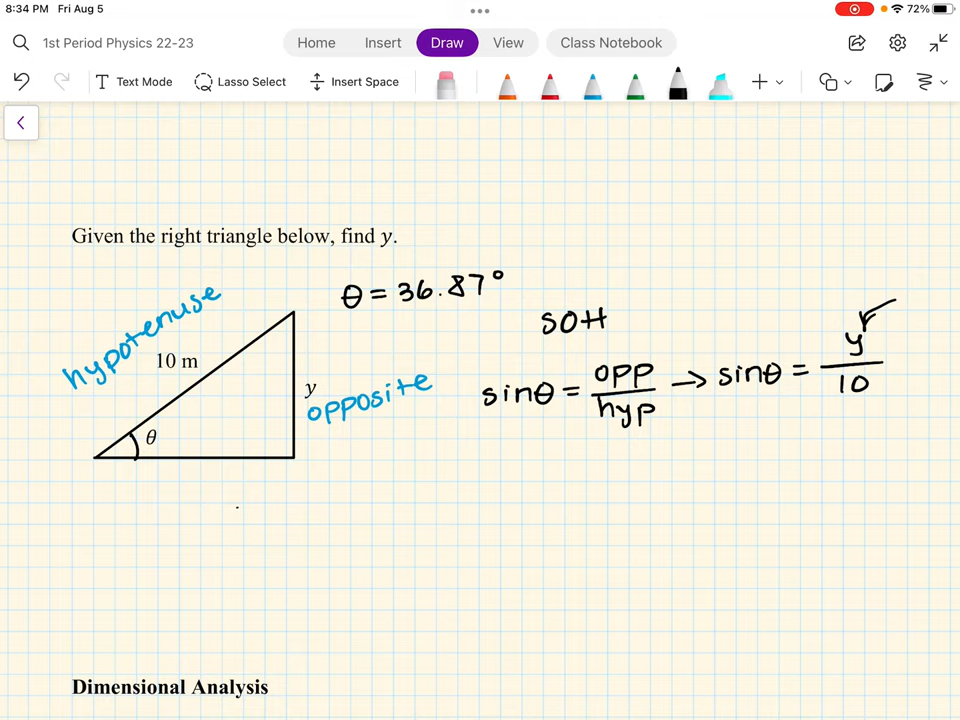 8:34 PM Fri Aug 5
72%
1st Period Physics 22-23
Home Insert Draw View Class Notebook
Text Mode Lasso Select Insert Space
Given the right triangle below, find y.
θ = 36.87°
hypotenuse
10 m
SOH
y
opposite
sinθ = opp/hyp → sinθ = y/10
θ
Dimensional Analysis